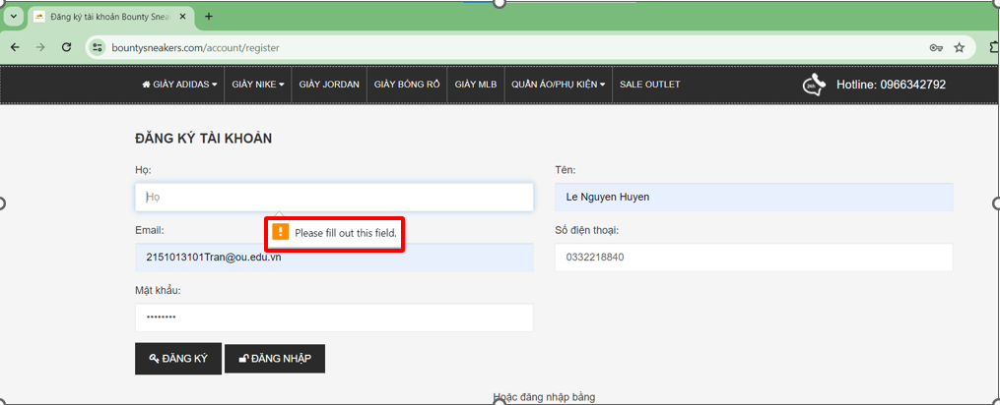 Đăng ký tài khoản Bounty Sneak
bountysneakers.com/account/register
GIÀY ADIDAS GIÀY NIKE GIÀY JORDAN GIÀY BÓNG RỔ GIÀY MLB QUẦN ÁO/PHỤ KIỆN SALE OUTLET 24h Hotline: 0966342792
ĐĂNG KÝ TÀI KHOẢN
Họ: Tên:
Họ Le Nguyen Huyen
Please fill out this field.
Email: Số điện thoại:
2151013101Tran@ou.edu.vn 0332218840
Mật khẩu:
••••••••
ĐĂNG KÝ ĐĂNG NHẬP
Hoặc đăng nhập bằng